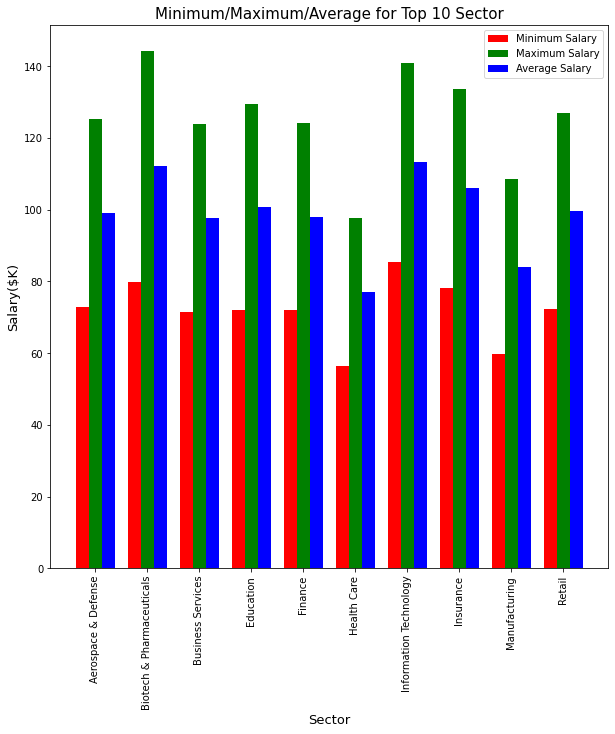 Minimum/Maximum/Average for Top 10 Sector
Minimum Salary
Maximum Salary
Average Salary
Salary($K)
140
120
100
80
60
40
20
0
Aerospace & Defense
Biotech & Pharmaceuticals
Business Services
Education
Finance
Health Care
Information Technology
Insurance
Manufacturing
Retail
Sector